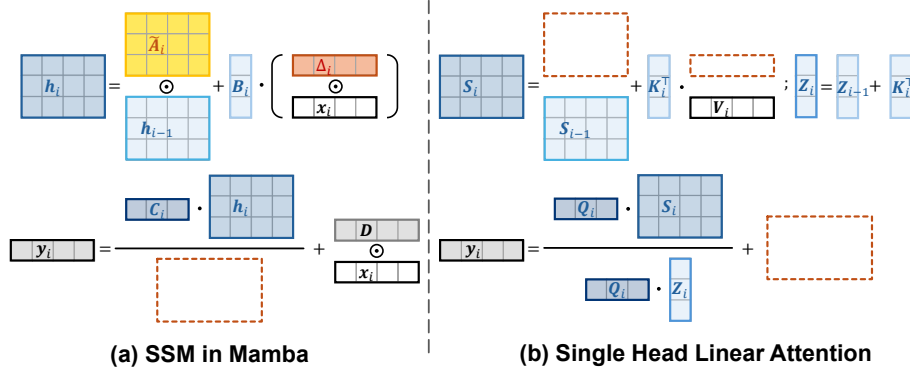 h_i = Ã_i ⊙ h_{i-1} + B_i · ( Δ_i ⊙ x_i )
y_i = C_i · h_i + D ⊙ x_i
(a) SSM in Mamba
S_i = S_{i-1} + K_i^⊤ · V_i ; Z_i = Z_{i-1} + K_i^⊤
y_i = Q_i · S_i / Q_i · Z_i +
(b) Single Head Linear Attention